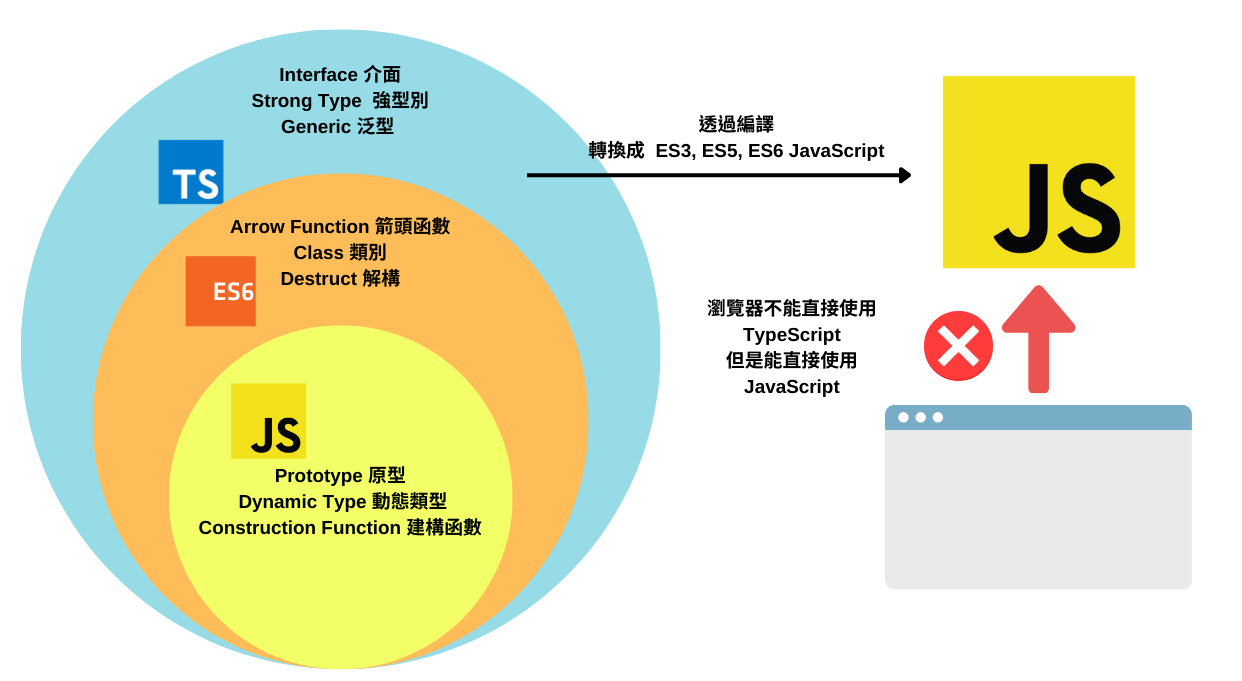 Interface 介面
Strong Type  強型別
Generic 泛型
TS
Arrow Function 箭頭函數
Class 類別
Destruct 解構
ES6
JS
Prototype 原型
Dynamic Type 動態類型
Construction Function 建構函數
透過編譯
轉換成  ES3, ES5, ES6 JavaScript
JS
瀏覽器不能直接使用
TypeScript
但是能直接使用
JavaScript